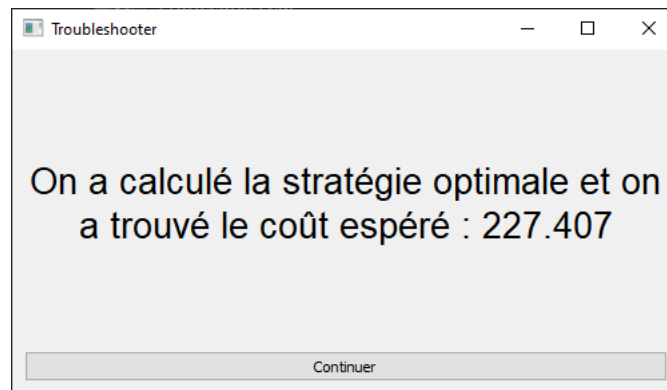 Troubleshooter
On a calculé la stratégie optimale et on
a trouvé le coût espéré : 227.407
Continuer